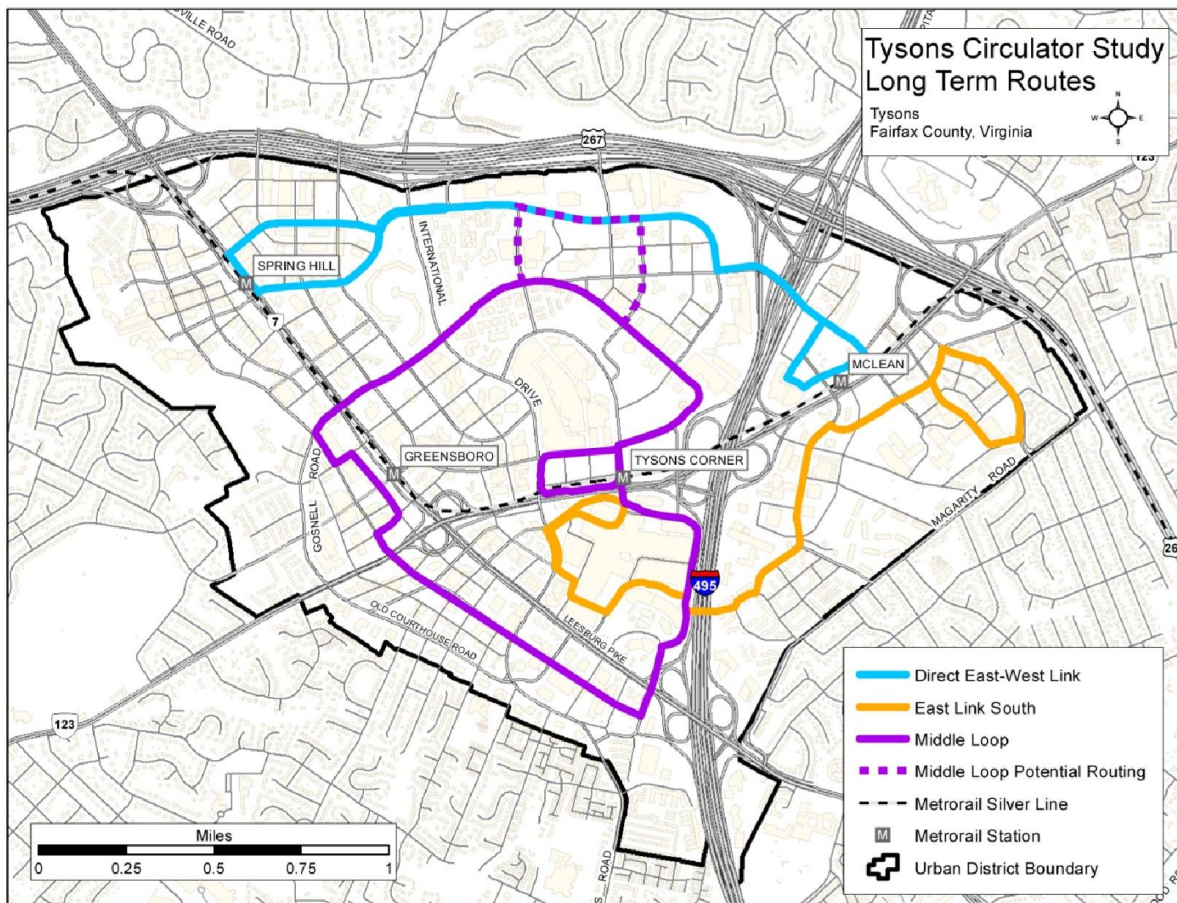 Tysons Circulator Study
Long Term Routes
Tysons
Fairfax County, Virginia
N
W E
S
ROAD
123
267
INTERNATIONAL
SPRING HILL
M
7
MCLEAN
M
DRIVE
GREENSBORO
M
TYSONS CORNER
M
GOSNELL ROAD
MAGARITY ROAD
495
LEESBURG PIKE
OLD COURTHOUSE ROAD
123
ROAD
Direct East-West Link
East Link South
Middle Loop
Middle Loop Potential Routing
Metrorail Silver Line
M Metrorail Station
Urban District Boundary
Miles
0 0.25 0.5 0.75 1